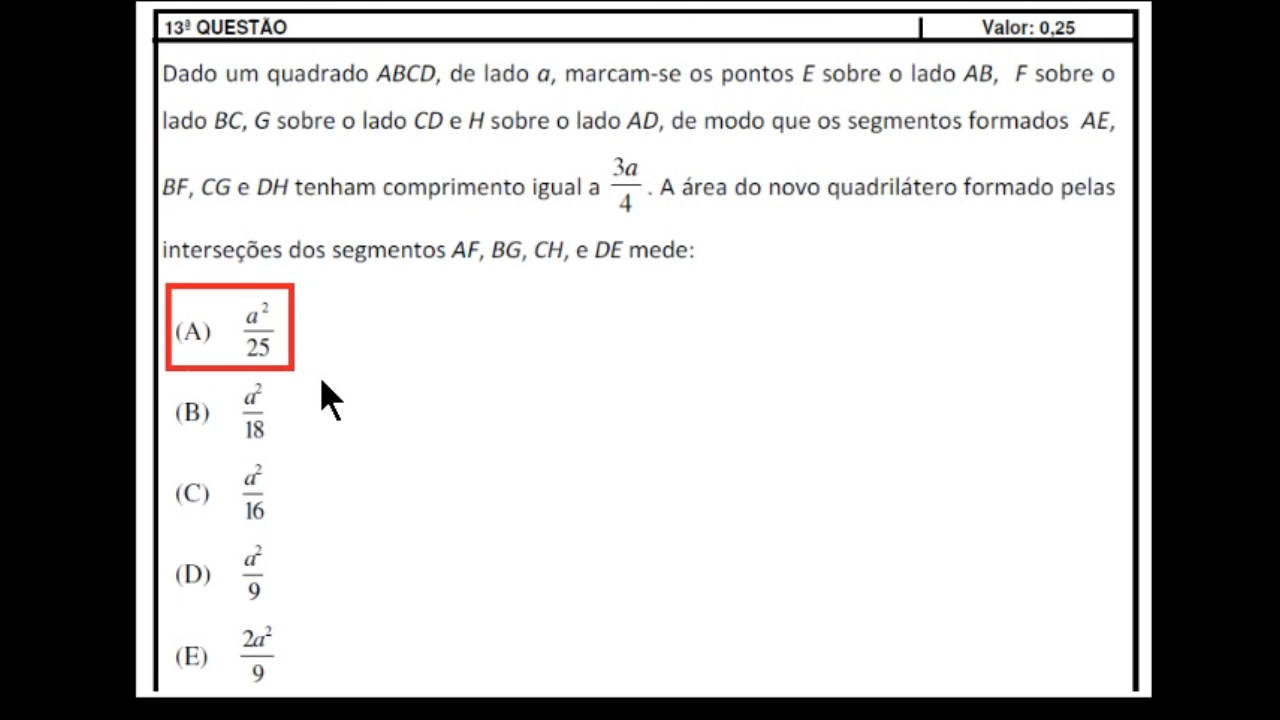 13ª QUESTÃO Valor: 0,25
Dado um quadrado ABCD, de lado a, marcam-se os pontos E sobre o lado AB, F sobre o
lado BC, G sobre o lado CD e H sobre o lado AD, de modo que os segmentos formados AE,
BF, CG e DH tenham comprimento igual a 3a/4 . A área do novo quadrilátero formado pelas
interseções dos segmentos AF, BG, CH, e DE mede:
(A) a²/25
(B) a²/18
(C) a²/16
(D) a²/9
(E) 2a²/9